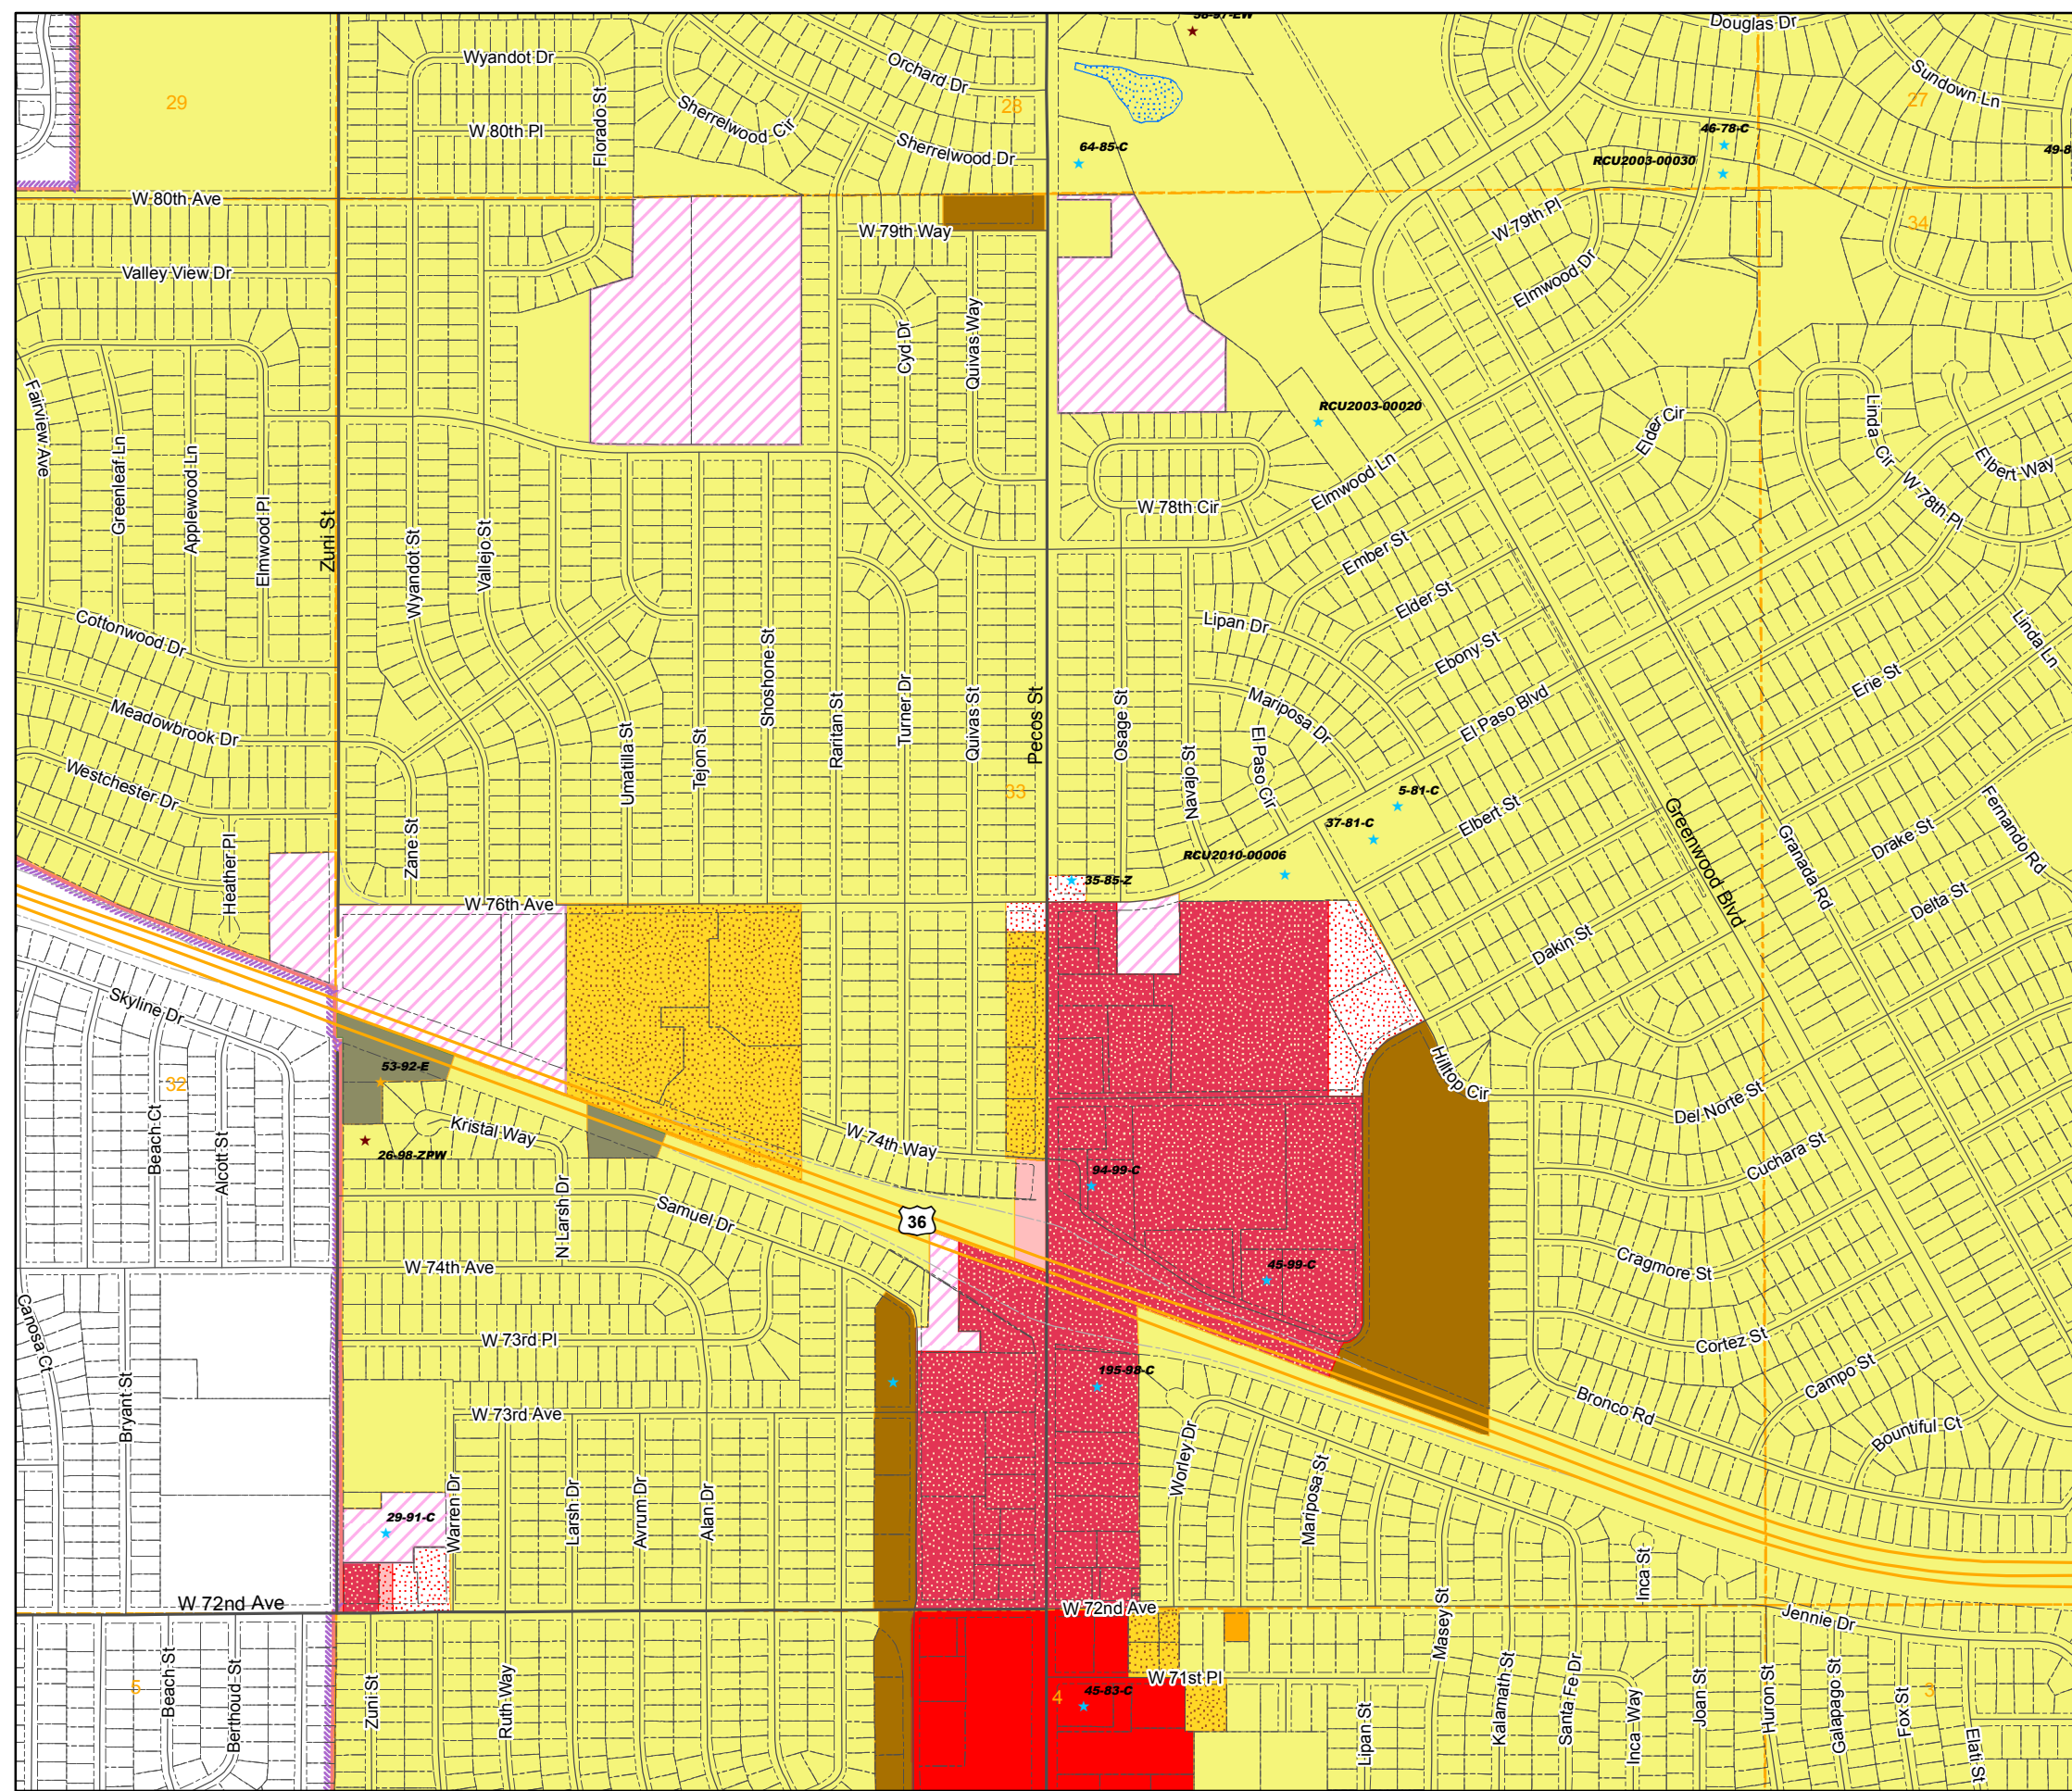 58-97-EW
Douglas Dr
Wyandot Dr
Orchard Dr
Sundown Ln
29
28
27
Florado St
Sherrelwood Cir
W 80th Pl
Sherrelwood Dr
64-85-C
46-78-C
RCU2003-00030
49-8
W 80th Ave
W 79th Way
W 79th Pl
34
Valley View Dr
Elmwood Dr
Cyd Dr
Quivas Way
Fairview Ave
Greenleaf Ln
Applewood Ln
Elmwood Pl
Zuni St
RCU2003-00020
Elder Cir
Linda Cir
Elbert Way
W 78th Pl
Elmwood Ln
W 78th Cir
Wyandot St
Vallejo St
Ember St
Elder St
Cottonwood Dr
Lipan Dr
Ebony St
Linda Ln
Shoshone St
Erie St
Meadowbrook Dr
Umatilla St
Tejon St
Raritan St
Turner Dr
Quivas St
Pecos St
Osage St
Mariposa Dr
El Paso Blvd
Navajo St
El Paso Cir
Westchester Dr
33
5-81-C
37-81-C
Elbert St
Greenwood Blvd
Granada Rd
Drake St
Fernando Rd
Heather Pl
Zane St
RCU2010-00006
35-85-Z
W 76th Ave
Delta St
Dakin St
Skyline Dr
53-92-E
32
Hilltop Cir
Del Norte St
Beach Ct
Alcott St
Kristal Way
26-98-ZPW
W 74th Way
Cuchara St
94-99-C
N Larsh Dr
Samuel Dr
36
W 74th Ave
45-99-C
Cragmore St
Canosa Ct
W 73rd Pl
Cortez St
Bryant St
195-98-C
Campo St
Bronco Rd
W 73rd Ave
Bountiful Ct
Worley Dr
Mariposa St
Warren Dr
Larsh Dr
Avrum Dr
Alan Dr
29-91-C
Inca St
W 72nd Ave
W 72nd Ave
Masey St
Jennie Dr
Beach St
Berthoud St
5
Zuni St
Ruth Way
4
45-83-C
W 71st Pl
Lipan St
Kalamath St
Santa Fe Dr
Inca Way
Joan St
Huron St
Galapago St
Fox St
3
Elati St